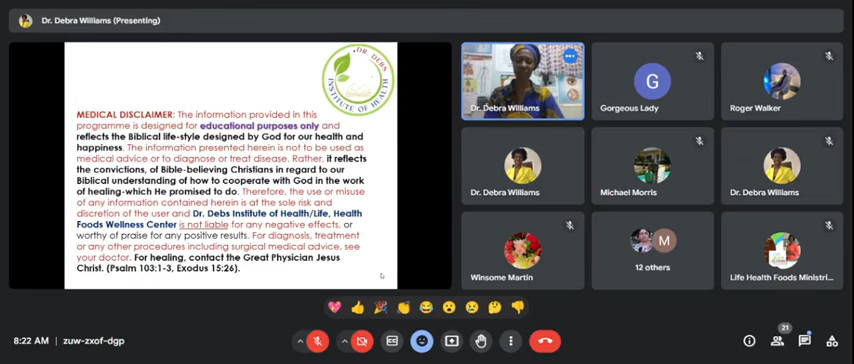 Dr. Debra Williams (Presenting)
DR. DEBS
INSTITUTE OF HEALTH
MEDICAL DISCLAIMER: The information provided in this
programme is designed for educational purposes only and
reflects the Biblical life-style designed by God for our health and
happiness. The information presented herein is not to be used as
medical advice or to diagnose or treat disease. Rather, it reflects
the convictions, of Bible-believing Christians in regard to our
Biblical understanding of how to cooperate with God in the work
of healing-which He promised to do. Therefore, the use or misuse
of any information contained herein is at the sole risk and
discretion of the user and Dr. Debs Institute of Health/Life, Health
Foods Wellness Center is not liable for any negative effects, or
worthy of praise for any positive results. For diagnosis, treatment
or any other procedures including surgical medical advice, see
your doctor. For healing, contact the Great Physician Jesus
Christ. (Psalm 103:1-3, Exodus 15:26).
Dr. Debra Williams
G
Gorgeous Lady
Roger Walker
Dr. Debra Williams
Michael Morris
Dr. Debra Williams
Winsome Martin
M
12 others
Life Health Foods Ministri...
8:22 AM | zuw-zxof-dgp
CC
21